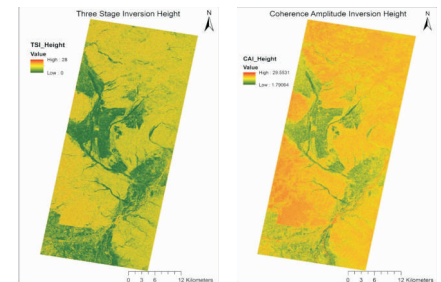 Three Stage Inversion Height
N
TSI_Height
Value
High : 28
Low : 0
0 3 6 12 Kilometers
Coherence Amplitude Inversion Height
N
CAI_Height
Value
High : 29.5531
Low : 1.79064
0 3 6 12 Kilometers